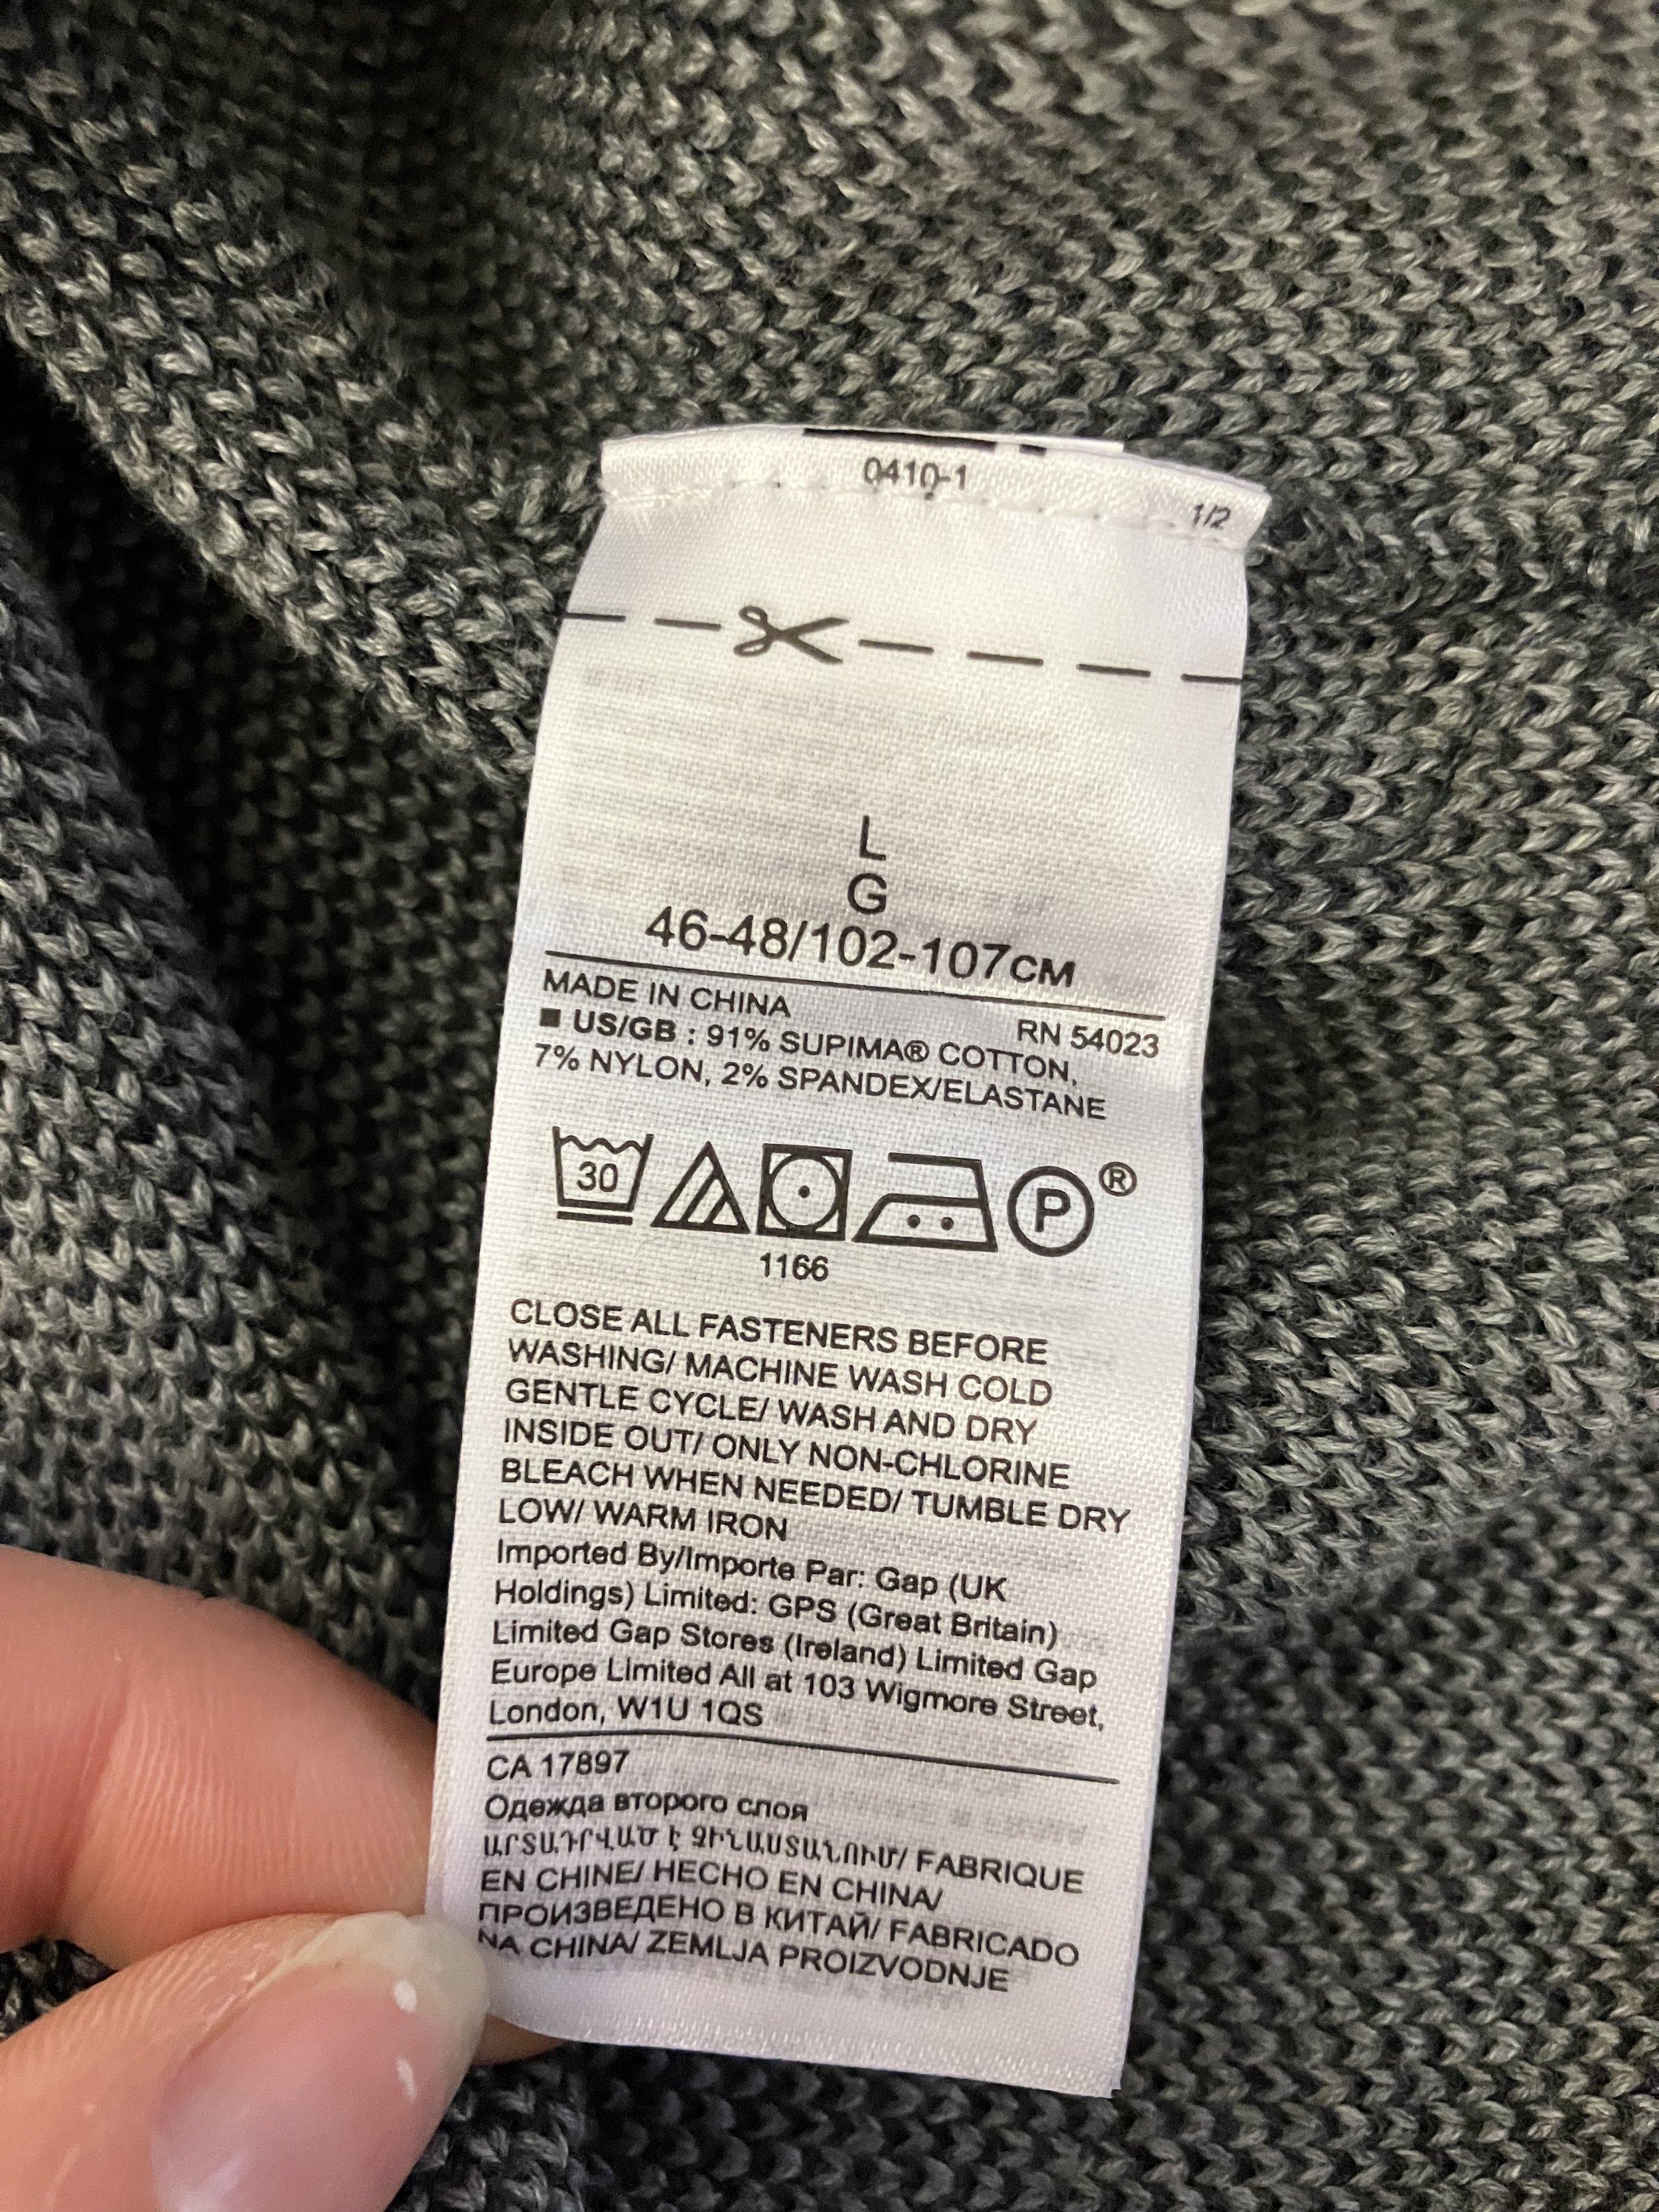 0410-1
1/2
L
G
46-48/102-107CM
MADE IN CHINA
RN 54023
■ US/GB : 91% SUPIMA® COTTON,
7% NYLON, 2% SPANDEX/ELASTANE
30
P
®
1166
CLOSE ALL FASTENERS BEFORE
WASHING/ MACHINE WASH COLD
GENTLE CYCLE/ WASH AND DRY
INSIDE OUT/ ONLY NON-CHLORINE
BLEACH WHEN NEEDED/ TUMBLE DRY
LOW/ WARM IRON
Imported By/Importe Par: Gap (UK
Holdings) Limited: GPS (Great Britain)
Limited Gap Stores (Ireland) Limited Gap
Europe Limited All at 103 Wigmore Street,
London, W1U 1QS
CA 17897
Одежда второго слоя
ԱՐՏԱԴՐՎԱԾ է ՉԻՆԱՍՏԱՆՈՒՄ/ FABRIQUE
EN CHINE/ HECHO EN CHINA/
ПРОИЗВЕДЕНО В КИТАЙ/ FABRICADO
NA CHINA/ ZEMLJA PROIZVODNJE